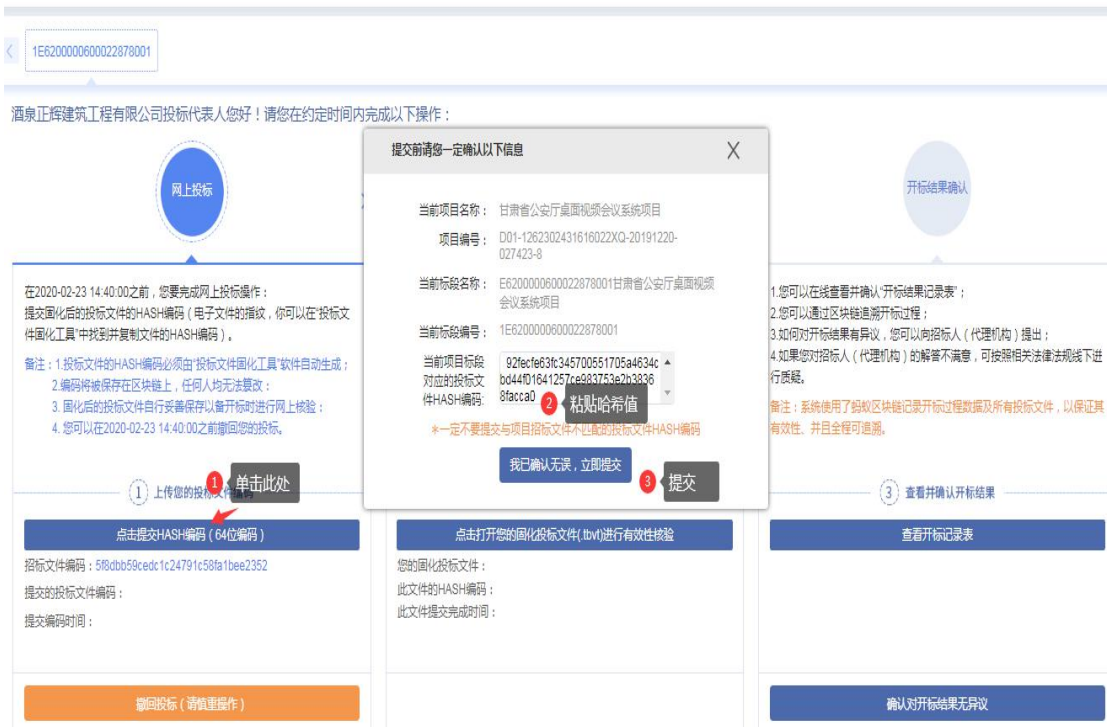 1E6200000600022878001
酒泉正辉建筑工程有限公司投标代表人您好！请您在约定时间内完成以下操作：
网上投标
在2020-02-23 14:40:00之前，您要完成网上投标操作：
提交固化后的投标文件的HASH编码（电子文件的指纹，你可以在“投标文
件固化工具”中找到并复制文件的HASH编码）。
备注：1.投标文件的HASH编码必须由“投标文件固化工具”软件自动生成；
2.编码将被保存在区块链上，任何人均无法篡改；
3. 固化后的投标文件自行妥善保存以备开标时进行网上核验；
4. 您可以在2020-02-23 14:40:00之前撤回您的投标。
1 上传您的投标文件编码
1 单击此处
点击提交HASH编码（64位编码）
招标文件编码：5f8dbb59cedc1c24791c58fa1bee2352
提交的投标文件编码：
提交编码时间：
撤回投标（请慎重操作）
提交前请您一定确认以下信息 X
当前项目名称： 甘肃省公安厅桌面视频会议系统项目
项目编号： D01-1262302431616022XQ-20191220-
027423-8
当前标段名称： E6200000600022878001甘肃省公安厅桌面视频
会议系统项目
当前标段编号： 1E6200000600022878001
当前项目标段
对应的投标文
件HASH编码:
92fecfe63fc345700551705a4634c
bd44f01641257ce983753e2b3836
8facca0
2 粘贴哈希值
*一定不要提交与项目招标文件不匹配的投标文件HASH编码
我已确认无误，立即提交
3 提交
点击打开您的固化投标文件(.tbvt)进行有效性核验
您的固化投标文件：
此文件的HASH编码：
此文件提交完成时间：
开标结果确认
1.您可以在线查看并确认“开标结果记录表”；
2.您可以通过区块链追溯开标过程；
3.如何对开标结果有异议，您可以向招标人（代理机构）提出；
4.如果您对招标人（代理机构）的解答不满意，可按照相关法律法规线下进
行质疑。
备注：系统使用了蚂蚁区块链记录开标过程数据及所有投标文件，以保证其
有效性、并且全程可追溯。
3 查看并确认开标结果
查看开标记录表
确认对开标结果无异议